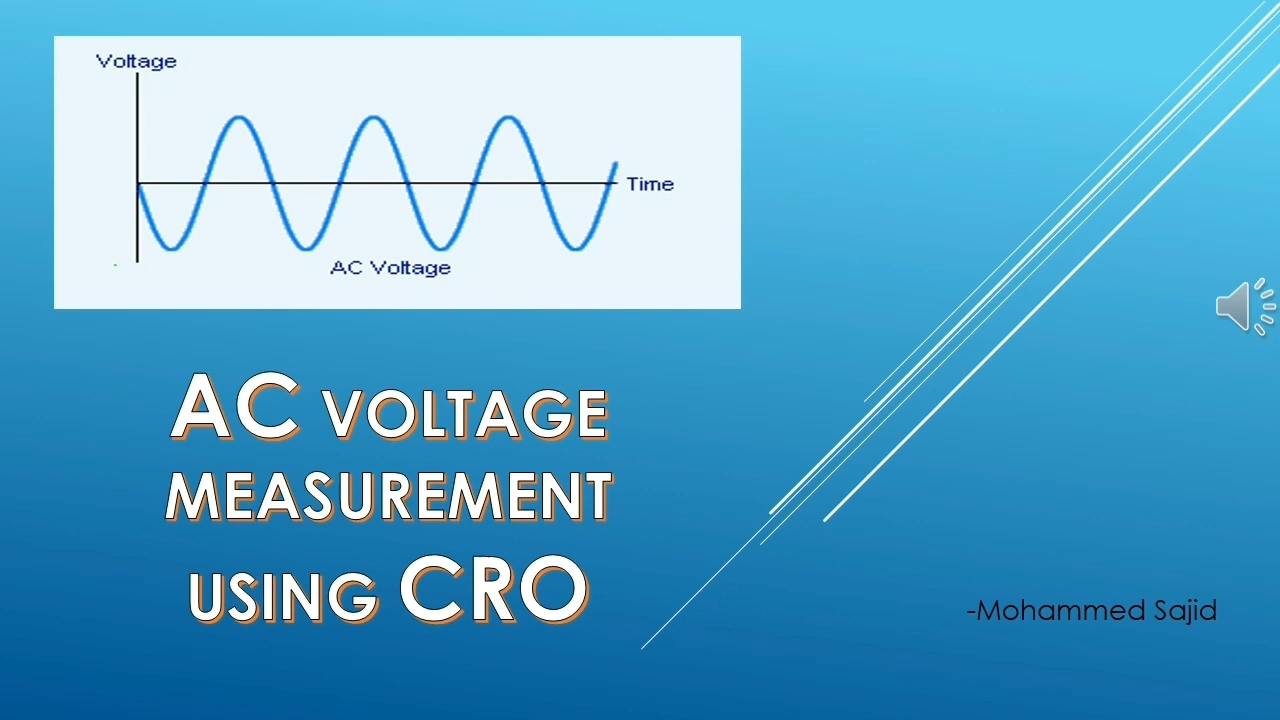 Voltage
Time
AC Voltage
AC VOLTAGE
MEASUREMENT
USING CRO
-Mohammed Sajid